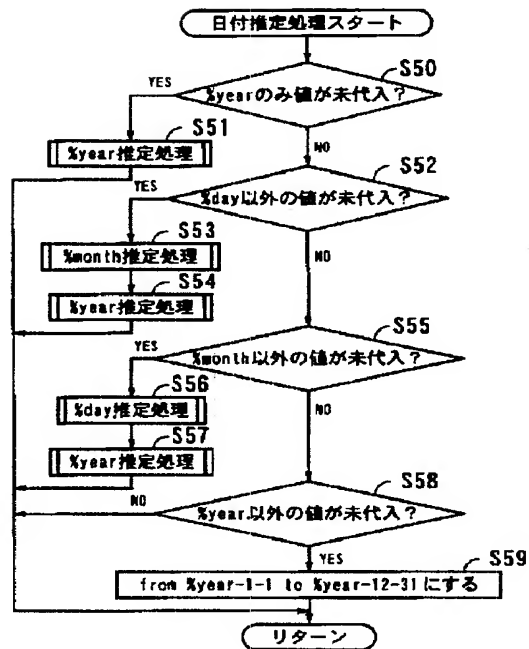 日付推定処理スタート
S50
%yearのみ値が未代入？
YES
NO
S51
%year推定処理
S52
%day以外の値が未代入？
YES
NO
S53
%month推定処理
S54
%year推定処理
S55
%month以外の値が未代入？
YES
NO
S56
%day推定処理
S57
%year推定処理
S58
%year以外の値が未代入？
NO
YES
S59
from %year-1-1 to %year-12-31 にする
リターン